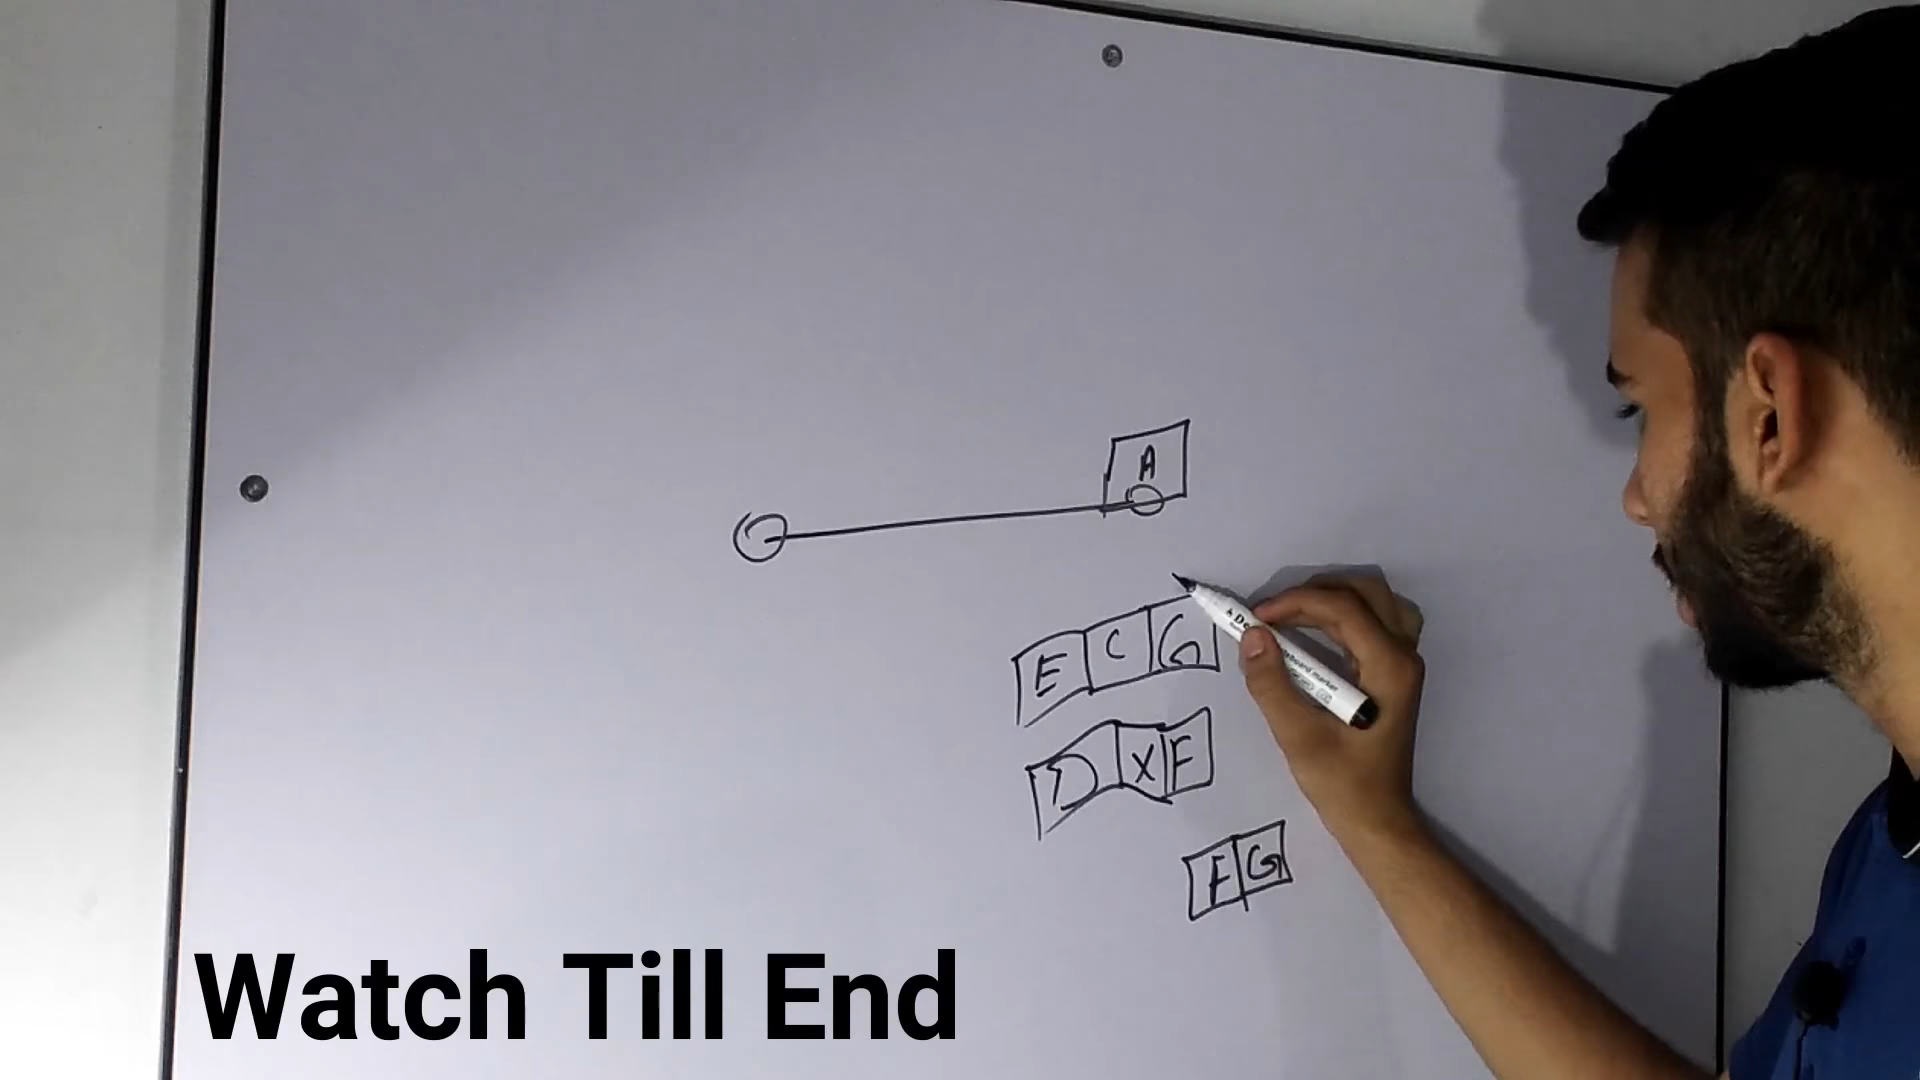 A
E C G
D X F
F G
Watch Till End